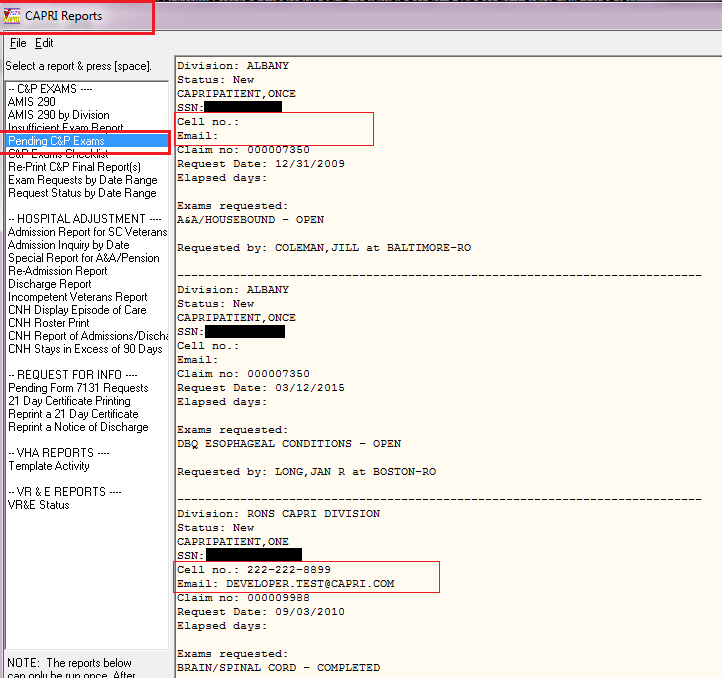 CAPRI Reports
File Edit
Select a report & press [space].
-- C&P EXAMS ----
AMIS 290
AMIS 290 by Division
Insufficient Exam Report
Pending C&P Exams
C&P Exams Checklist
Re-Print C&P Final Report(s)
Exam Requests by Date Range
Request Status by Date Range
-- HOSPITAL ADJUSTMENT ----
Admission Report for SC Veterans
Admission Inquiry by Date
Special Report for A&A/Pension
Re-Admission Report
Discharge Report
Incompetent Veterans Report
CNH Display Episode of Care
CNH Roster Print
CNH Report of Admissions/Discha
CNH Stays in Excess of 90 Days
-- REQUEST FOR INFO ----
Pending Form 7131 Requests
21 Day Certificate Printing
Reprint a 21 Day Certificate
Reprint a Notice of Discharge
-- VHA REPORTS ----
Template Activity
-- VR & E REPORTS ----
VR&E Status
NOTE: The reports below
can only be run once. After
Division: ALBANY
Status: New
CAPRIPATIENT,ONCE
SSN:
Cell no.:
Email:
Claim no: 000007350
Request Date: 12/31/2009
Elapsed days:
Exams requested:
A&A/HOUSEBOUND - OPEN
Requested by: COLEMAN,JILL at BALTIMORE-RO
---------------------------------------------------------------------------
Division: ALBANY
Status: New
CAPRIPATIENT,ONCE
SSN:
Cell no.:
Email:
Claim no: 000007350
Request Date: 03/12/2015
Elapsed days:
Exams requested:
DBQ ESOPHAGEAL CONDITIONS - OPEN
Requested by: LONG,JAN R at BOSTON-RO
---------------------------------------------------------------------------
Division: RONS CAPRI DIVISION
Status: New
CAPRIPATIENT,ONE
SSN:
Cell no.: 222-222-8899
Email: DEVELOPER.TEST@CAPRI.COM
Claim no: 000009988
Request Date: 09/03/2010
Elapsed days:
Exams requested:
BRAIN/SPINAL CORD - COMPLETED